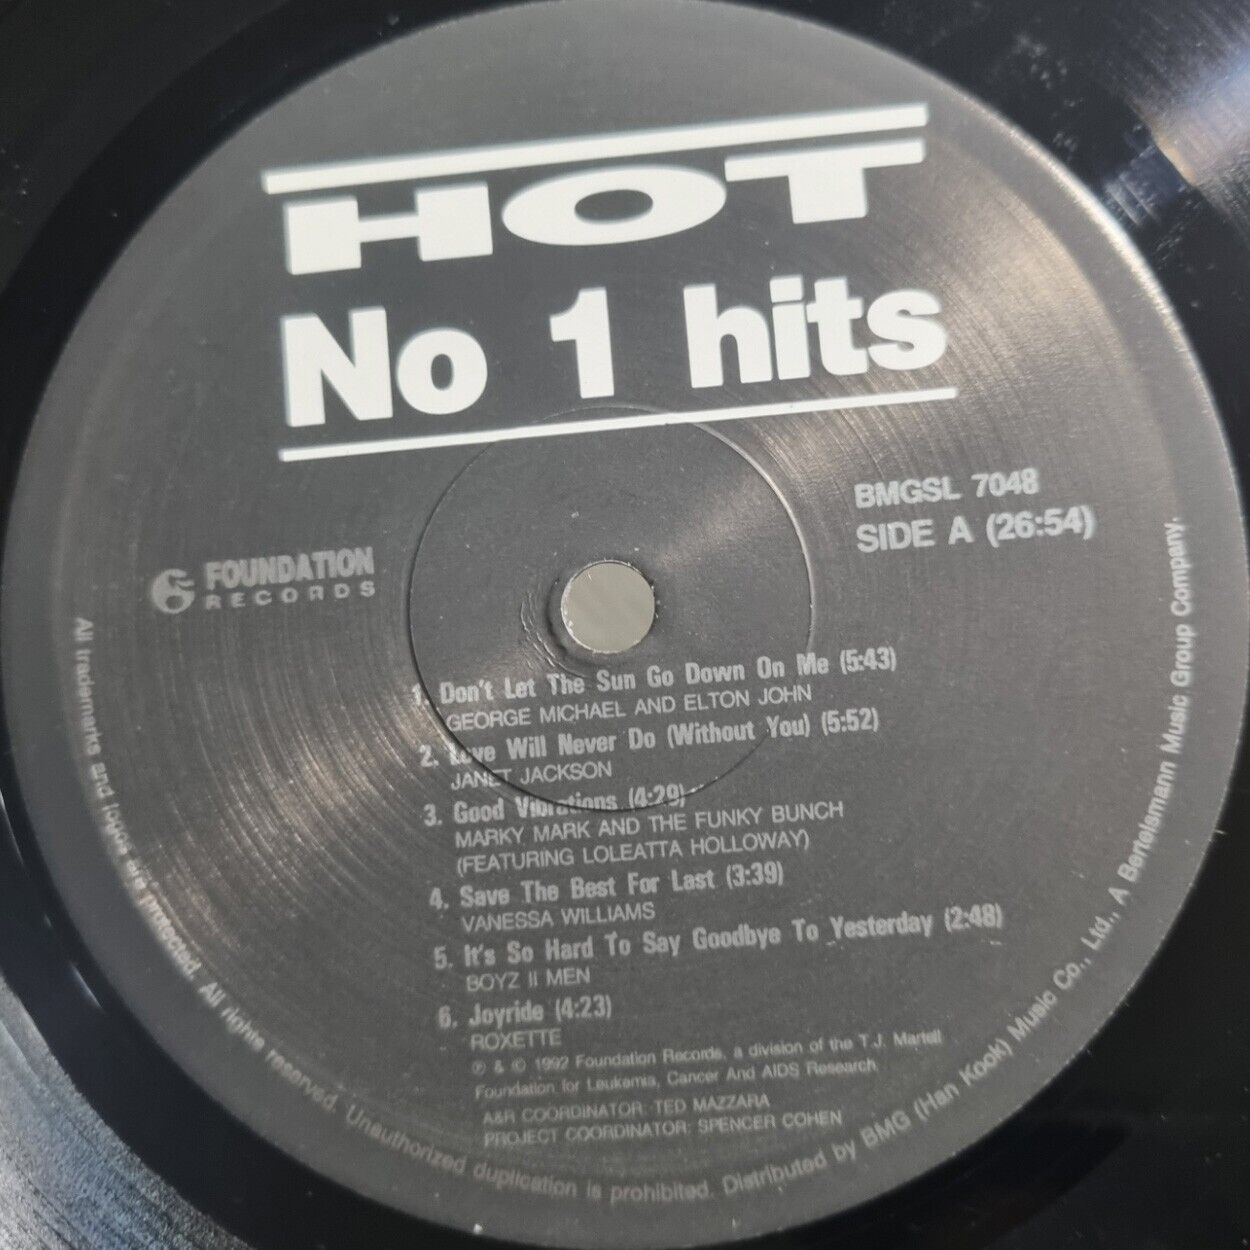 HOT
No 1 hits
BMGSL 7048
SIDE A (26:54)
FOUNDATION
RECORDS
1. Don't Let The Sun Go Down On Me (5:43)
GEORGE MICHAEL AND ELTON JOHN
2. Love Will Never Do (Without You) (5:52)
JANET JACKSON
3. Good Vibrations (4:29)
MARKY MARK AND THE FUNKY BUNCH
(FEATURING LOLEATTA HOLLOWAY)
4. Save The Best For Last (3:39)
VANESSA WILLIAMS
5. It's So Hard To Say Goodbye To Yesterday (2:48)
BOYZ II MEN
6. Joyride (4:23)
ROXETTE
℗ & © 1992 Foundation Records, a division of the T.J. Martell
Foundation for Leukemia, Cancer And AIDS Research
A&R COORDINATOR: TED MAZZARA
PROJECT COORDINATOR: SPENCER COHEN
All trademarks and logos are protected. All rights reserved. Unauthorized duplication is prohibited. Distributed by BMG (Han Kook) Music Co., Ltd., A Bertelsmann Music Group Company.